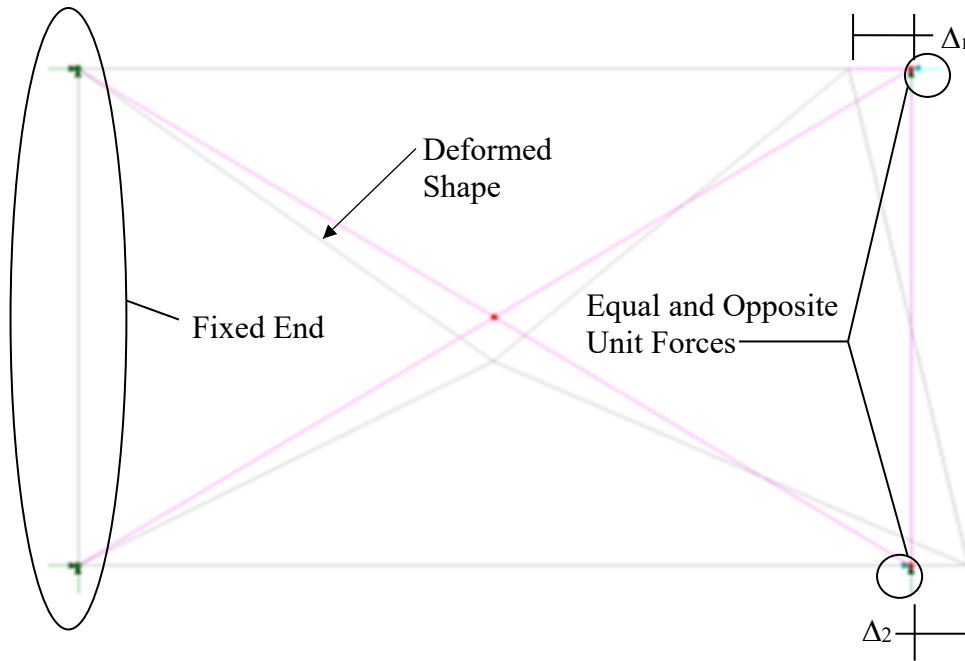 Δ1
Deformed
Shape
Equal and Opposite
Unit Forces
Fixed End
Δ2